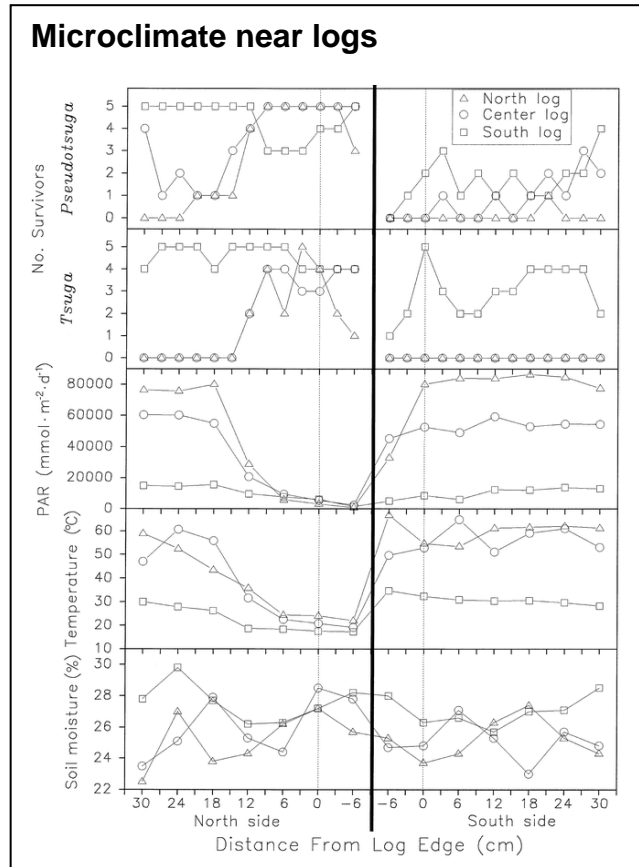 Microclimate near logs
North log
Center log
South log
No. Survivors
Pseudotsuga
5
4
3
2
1
0
Tsuga
5
4
3
2
1
0
PAR (mmol·m⁻²·d⁻¹)
80000
60000
40000
20000
0
Temperature (ºC)
60
50
40
30
20
10
Soil moisture (%)
30
28
26
24
22
30 24 18 12 6 0 -6 -6 0 6 12 18 24 30
North side South side
Distance From Log Edge (cm)